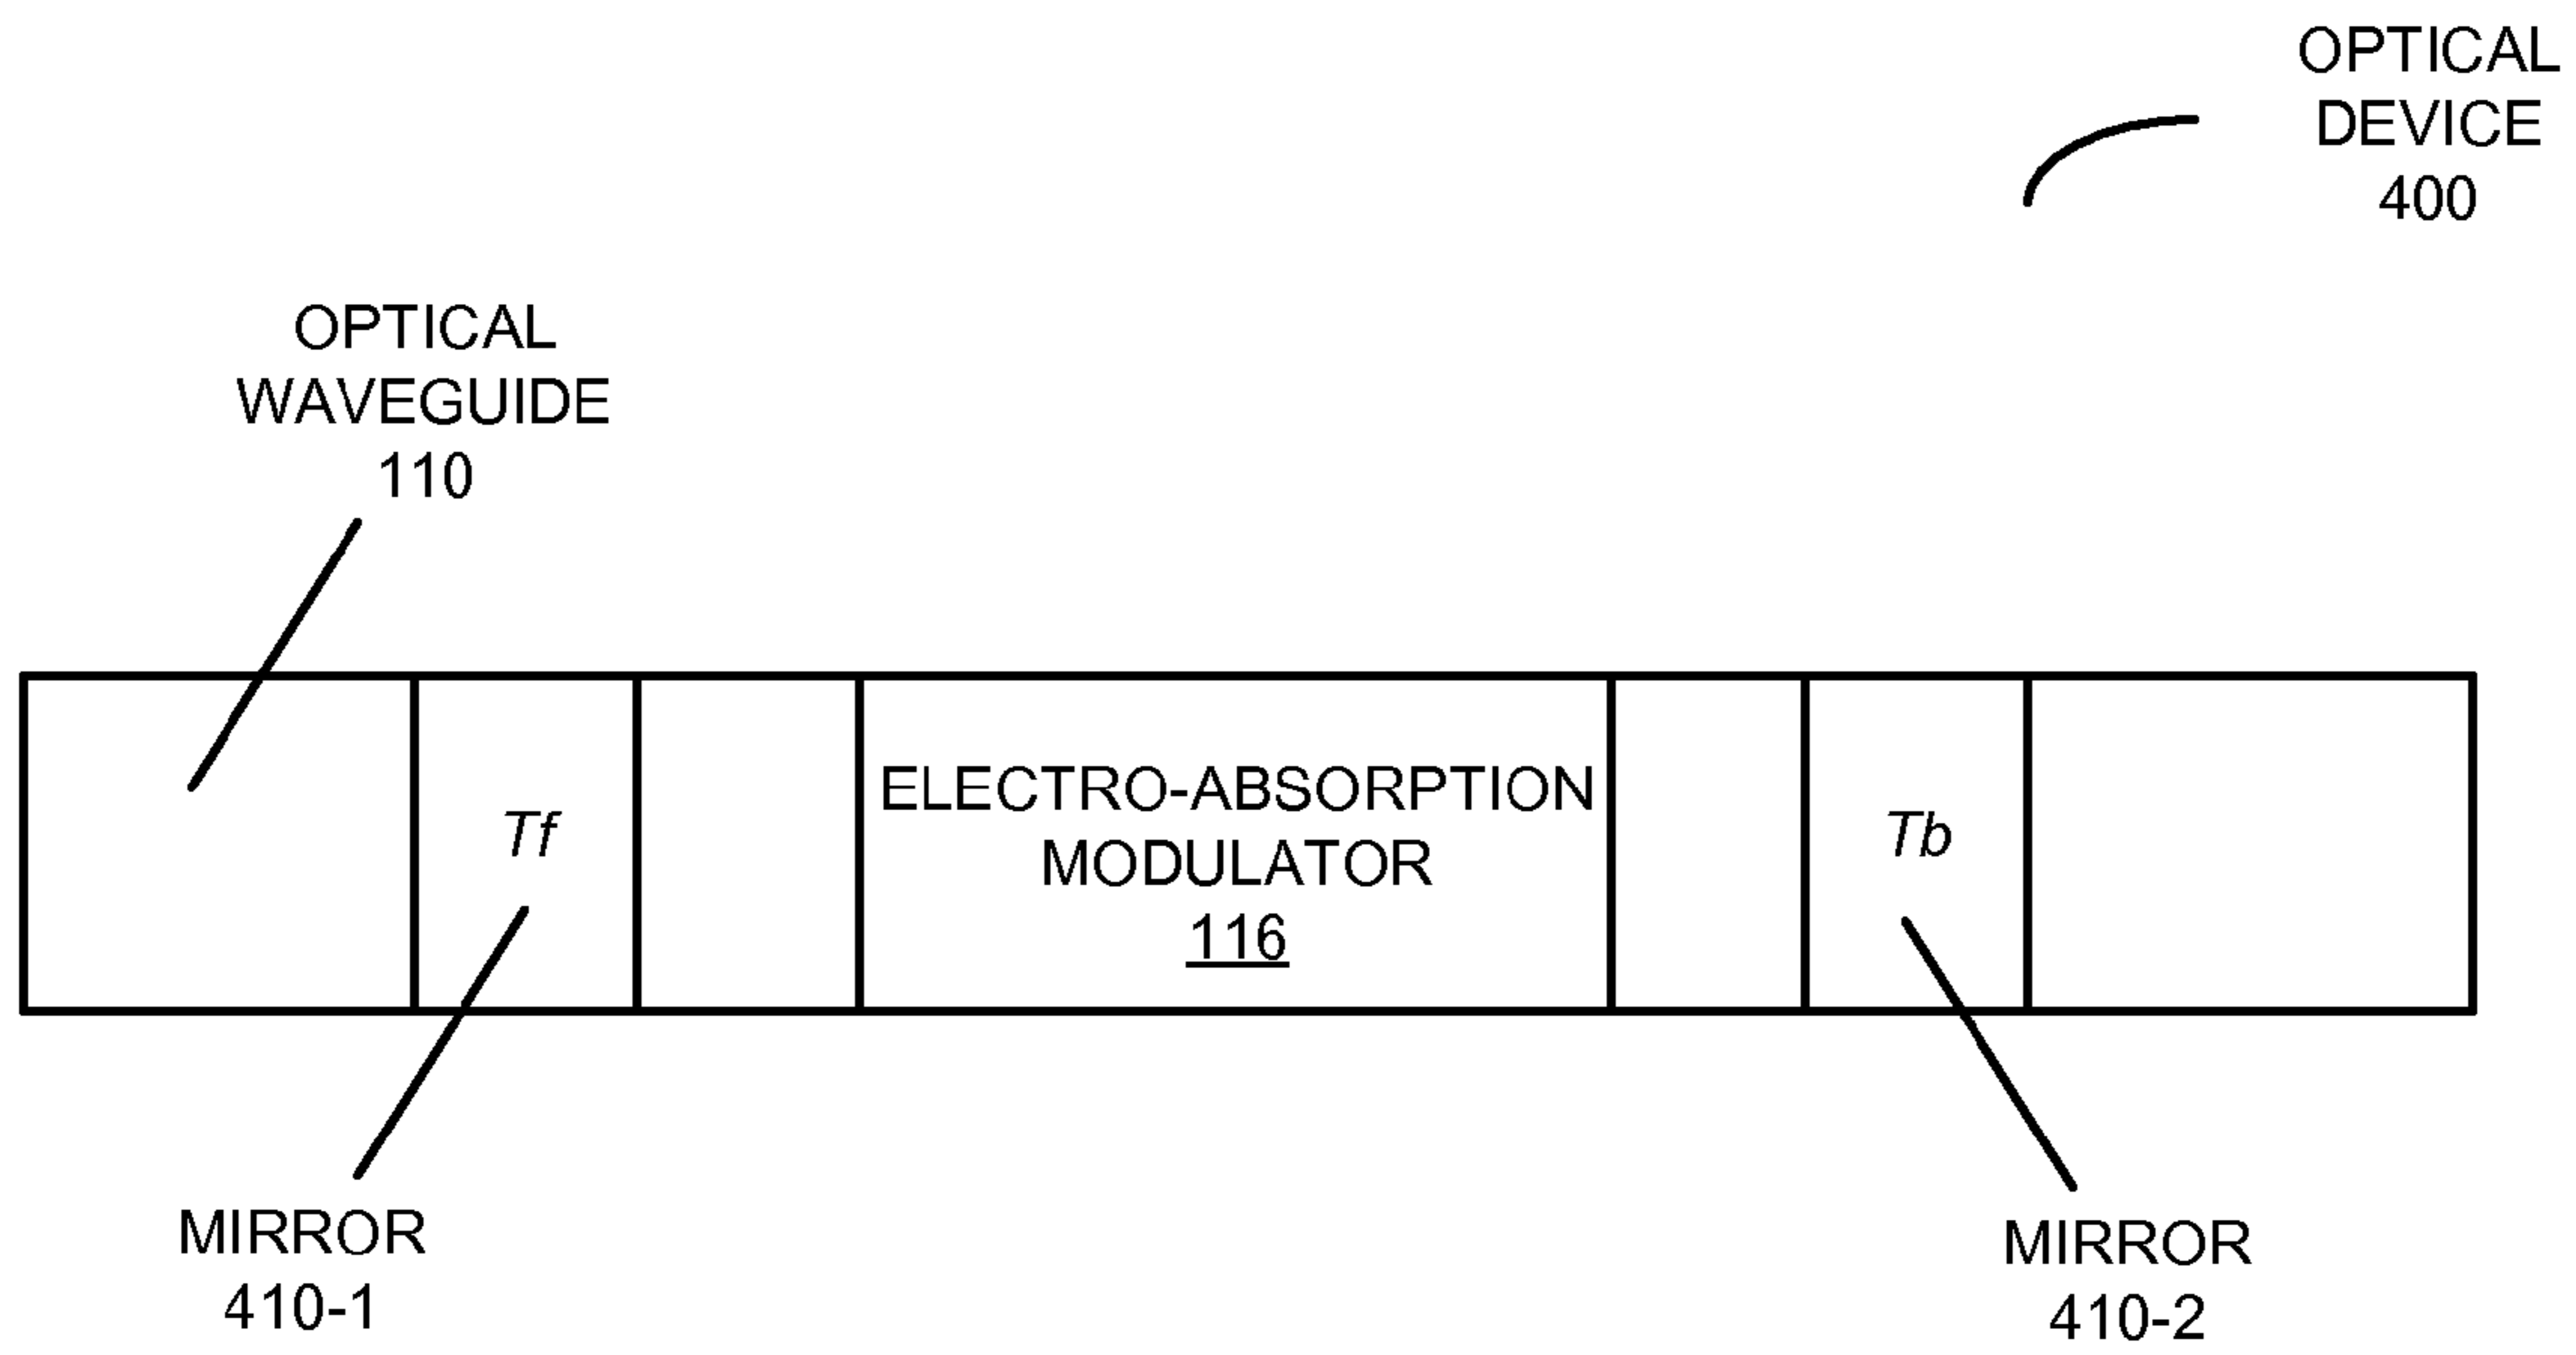 OPTICAL
DEVICE
400
OPTICAL
WAVEGUIDE
110
ELECTRO-ABSORPTION
MODULATOR
116
Tf
Tb
MIRROR
410-1
MIRROR
410-2